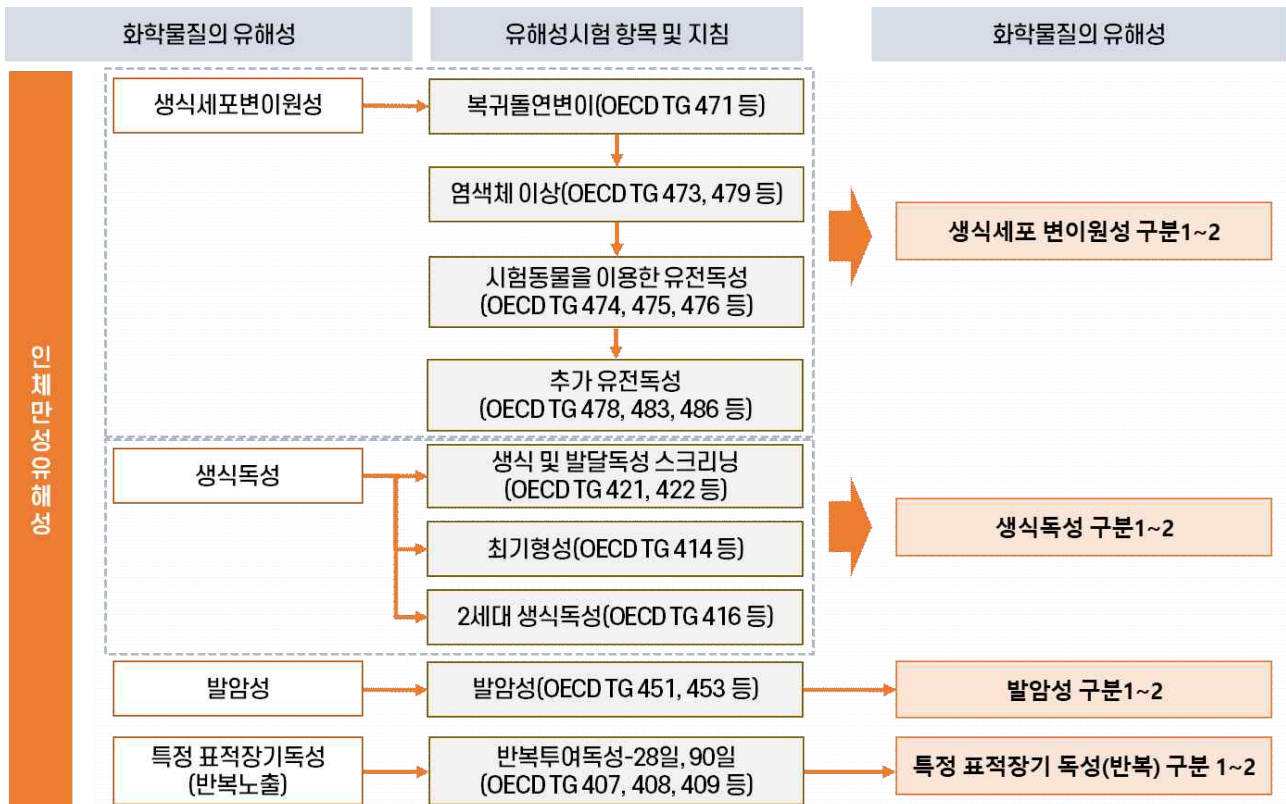 화학물질의 유해성
유해성시험 항목 및 지침
화학물질의 유해성
인체만성유해성
생식세포변이원성
복귀돌연변이(OECD TG 471 등)
염색체 이상(OECD TG 473, 479 등)
시험동물을 이용한 유전독성
(OECD TG 474, 475, 476 등)
추가 유전독성
(OECD TG 478, 483, 486 등)
생식세포 변이원성 구분1~2
생식독성
생식 및 발달독성 스크리닝
(OECD TG 421, 422 등)
최기형성(OECD TG 414 등)
2세대 생식독성(OECD TG 416 등)
생식독성 구분1~2
발암성
발암성(OECD TG 451, 453 등)
발암성 구분1~2
특정 표적장기독성
(반복노출)
반복투여독성-28일, 90일
(OECD TG 407, 408, 409 등)
특정 표적장기 독성(반복) 구분 1~2